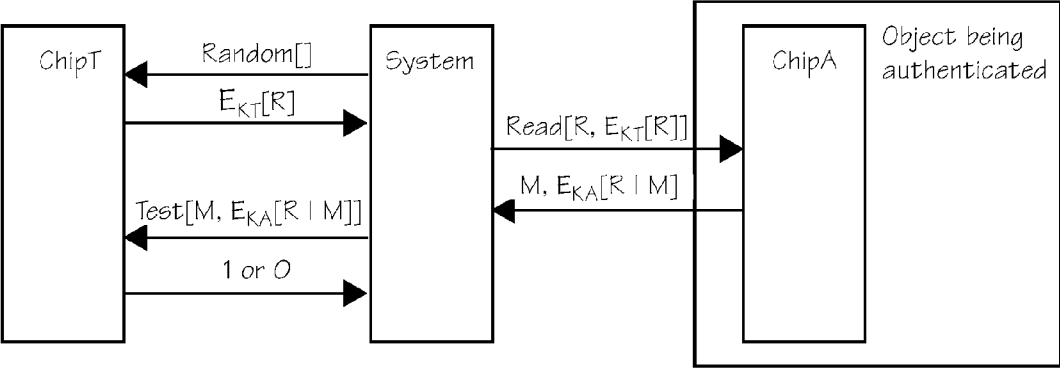 ChipT
Random[]
System
ChipA
Object being
authenticated
E_KT[R]
Read[R, E_KT[R]]
M, E_KA[R | M]
Test[M, E_KA[R | M]]
1 or 0